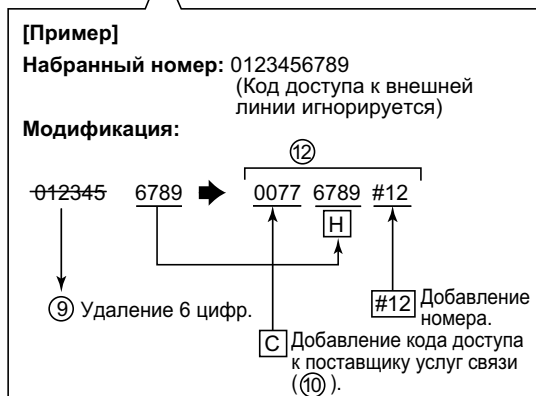 [Пример]
Набранный номер: 0123456789
(Код доступа к внешней
линии игнорируется)
Модификация:
⑫
012345 6789 ➡ 0077 6789 #12
H
⑨ Удаление 6 цифр.
#12 Добавление
номера.
C Добавление кода доступа
к поставщику услуг связи
(⑩).